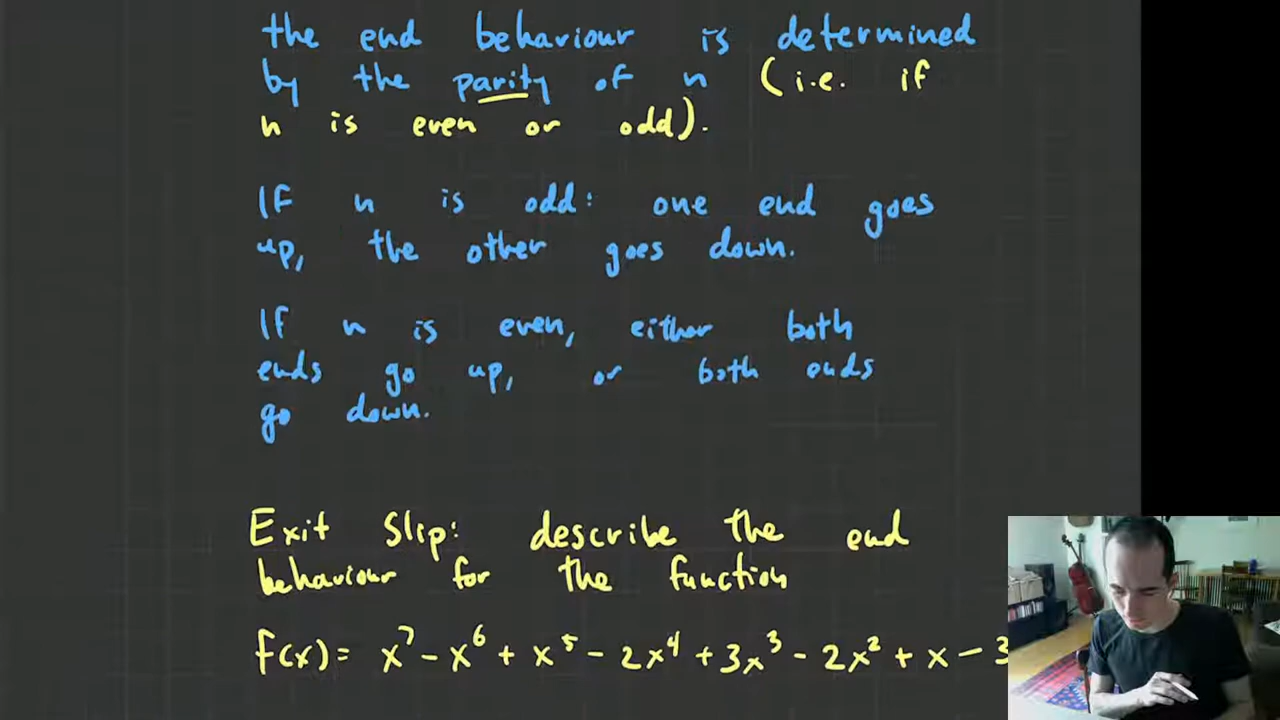 the end behaviour is determined
by the parity of n (i.e. if
n is even or odd).
If n is odd: one end goes
up, the other goes down.
If n is even, either both
ends go up, or both ends
go down.
Exit Slip: describe the end
behaviour for the function
f(x) = x⁷ - x⁶ + x⁵ - 2x⁴ + 3x³ - 2x² + x - 3